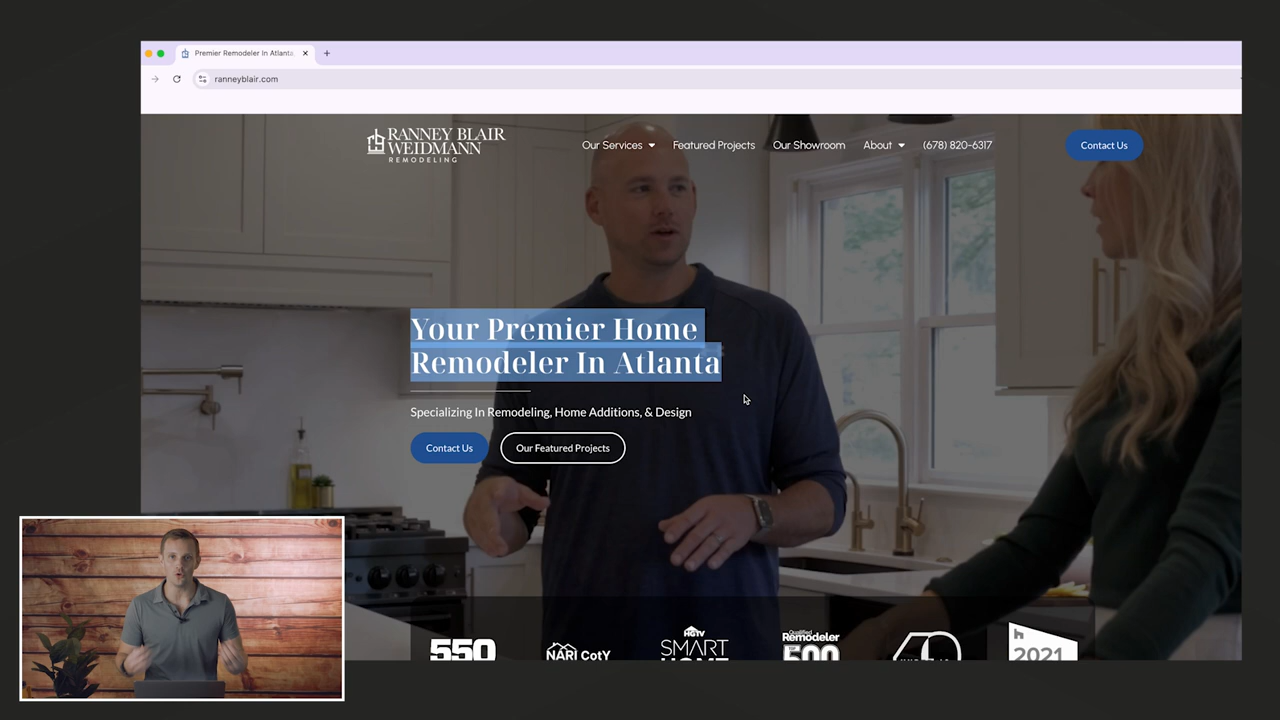 Premier Remodeler In Atlanta
ranneyblair.com
RANNEY BLAIR
WEIDMANN
REMODELING
Our Services
Featured Projects
Our Showroom
About
(678) 820-6317
Contact Us
Your Premier Home
Remodeler In Atlanta
Specializing In Remodeling, Home Additions, & Design
Contact Us
Our Featured Projects
550
NARI CotY
HGTV
SMART
HOME
Qualified
Remodeler
TOP
500
h
2021